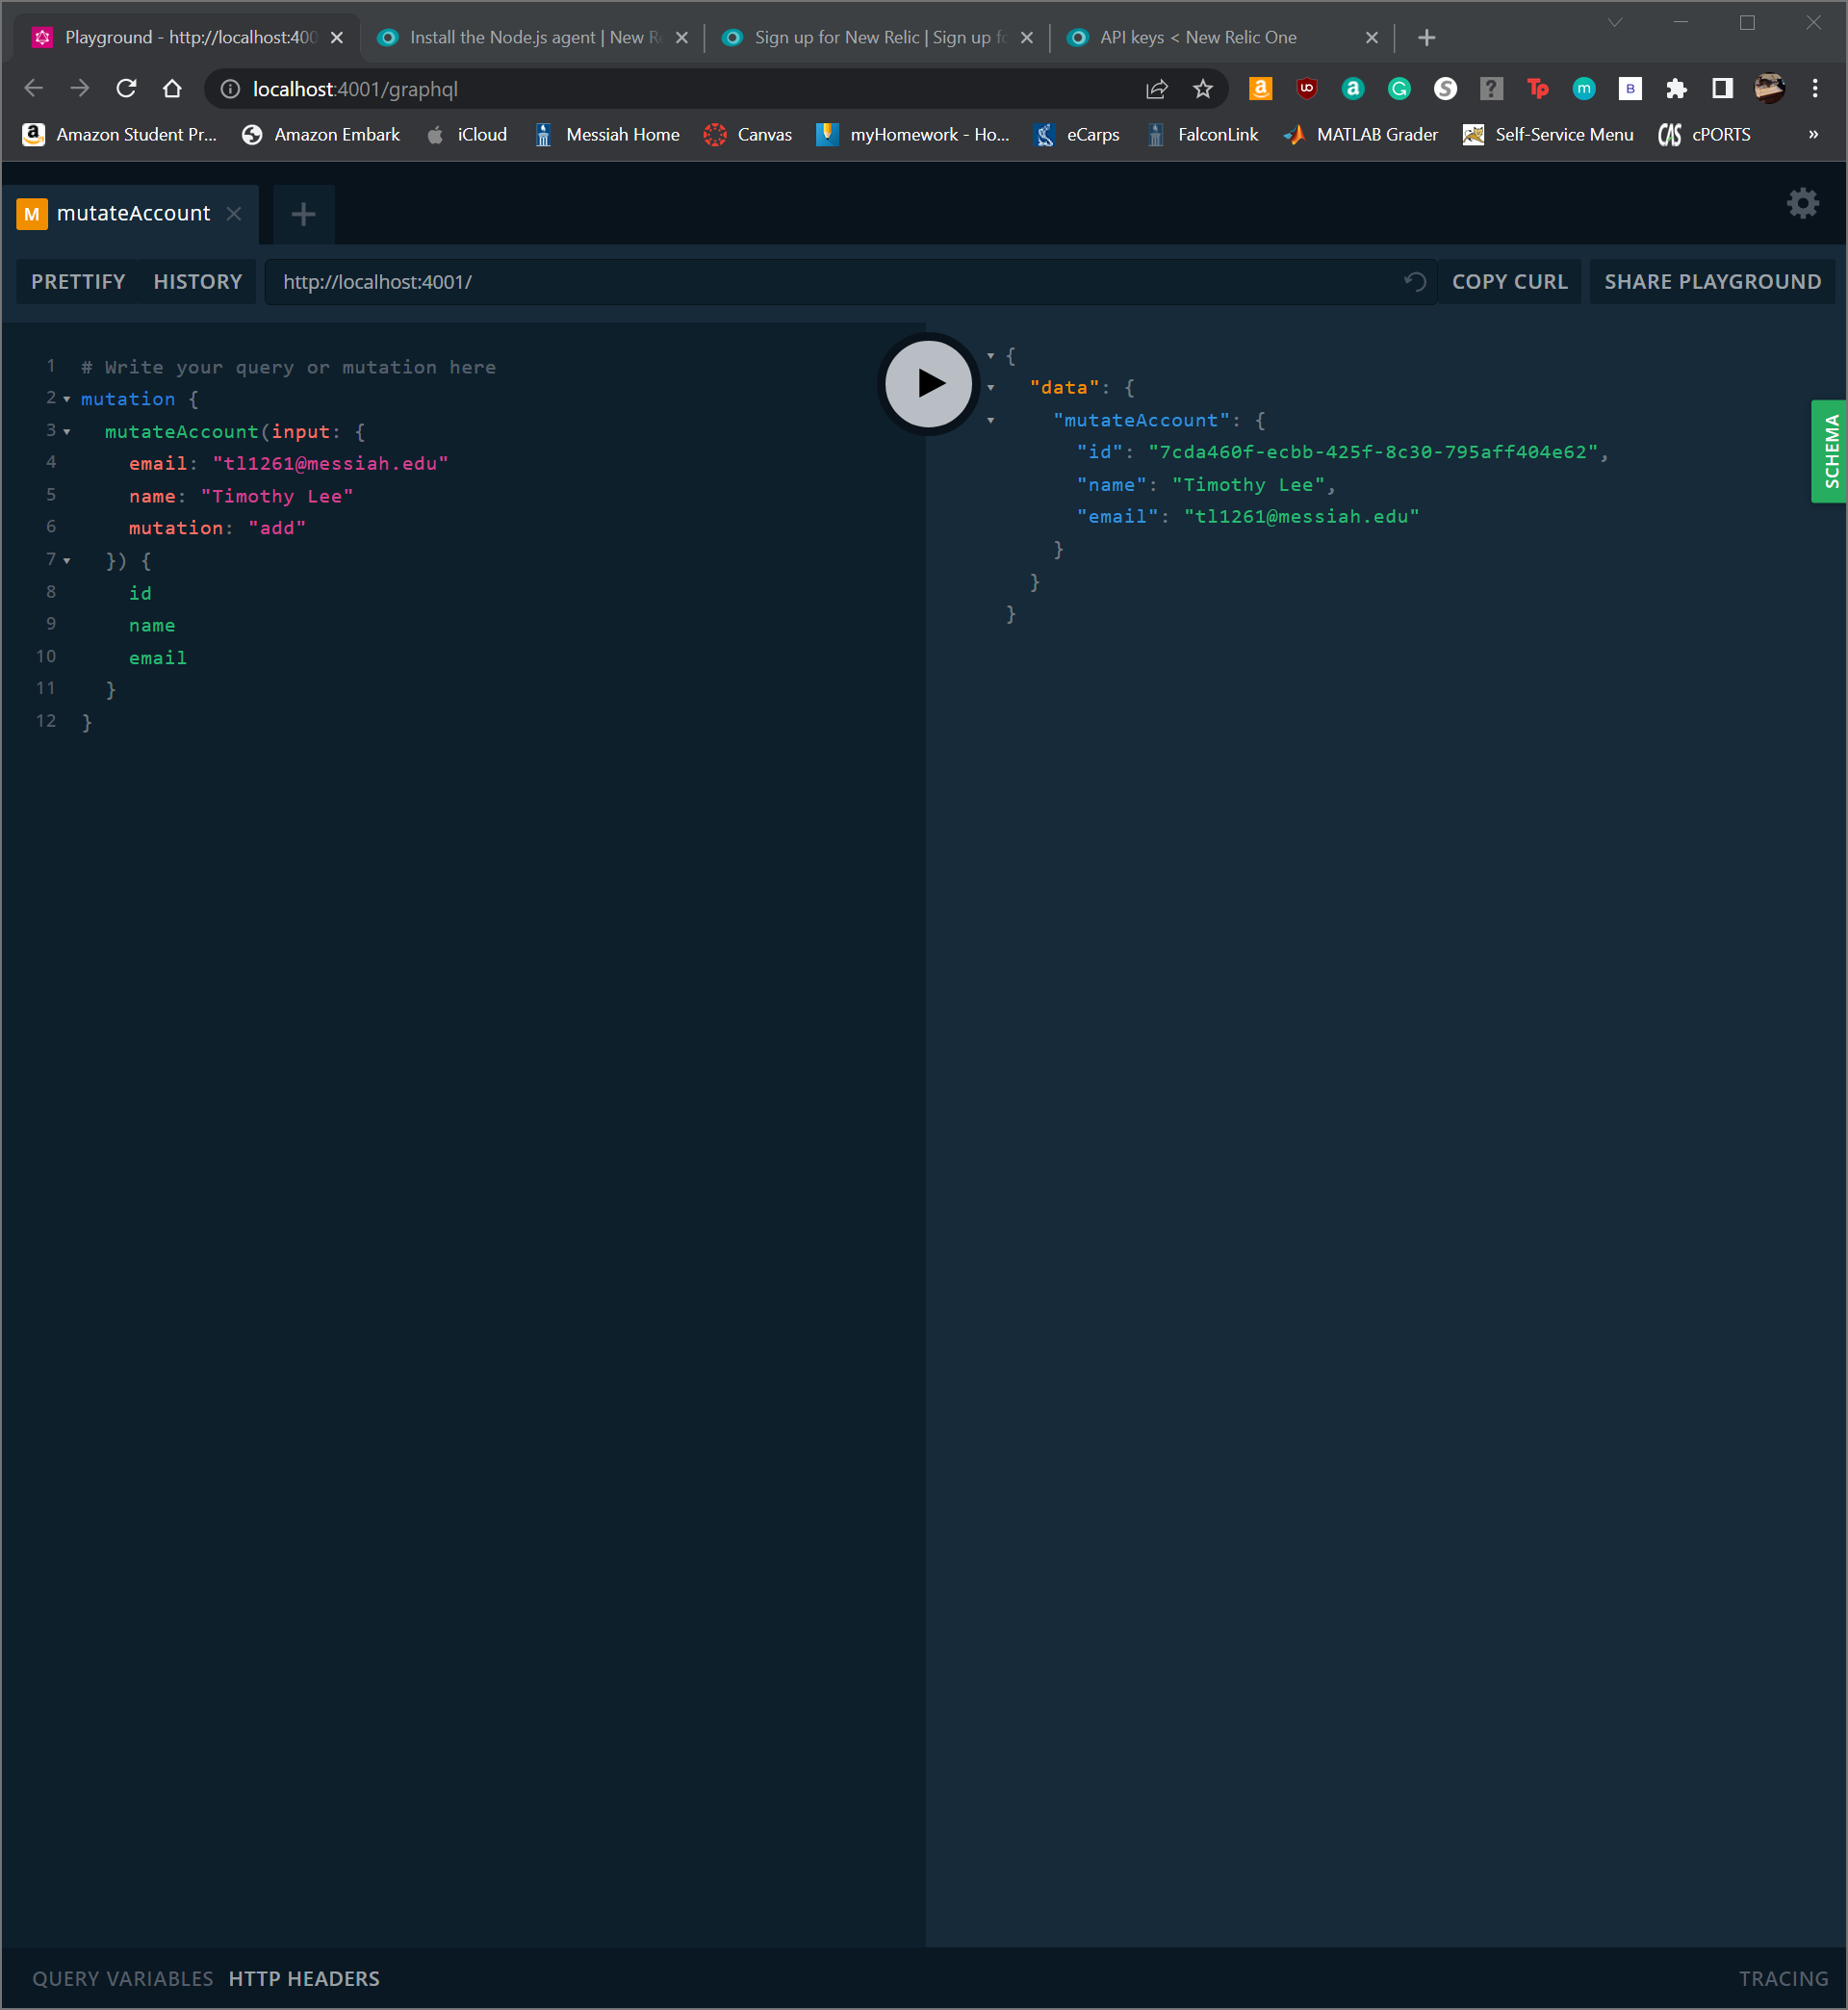 Playground - http://localhost:400
Install the Node.js agent | New Re
Sign up for New Relic | Sign up fo
API keys < New Relic One
localhost:4001/graphql
Amazon Student Pr...
Amazon Embark
iCloud
Messiah Home
Canvas
myHomework - Ho...
eCarps
FalconLink
MATLAB Grader
Self-Service Menu
CAS cPORTS
»
M mutateAccount
PRETTIFY
HISTORY
http://localhost:4001/
COPY CURL
SHARE PLAYGROUND
1 # Write your query or mutation here
2 mutation {
3 mutateAccount(input: {
4 email: "tl1261@messiah.edu"
5 name: "Timothy Lee"
6 mutation: "add"
7 }) {
8 id
9 name
10 email
11 }
12 }
{
"data": {
"mutateAccount": {
"id": "7cda460f-ecbb-425f-8c30-795aff404e62",
"name": "Timothy Lee",
"email": "tl1261@messiah.edu"
}
}
}
SCHEMA
QUERY VARIABLES
HTTP HEADERS
TRACING